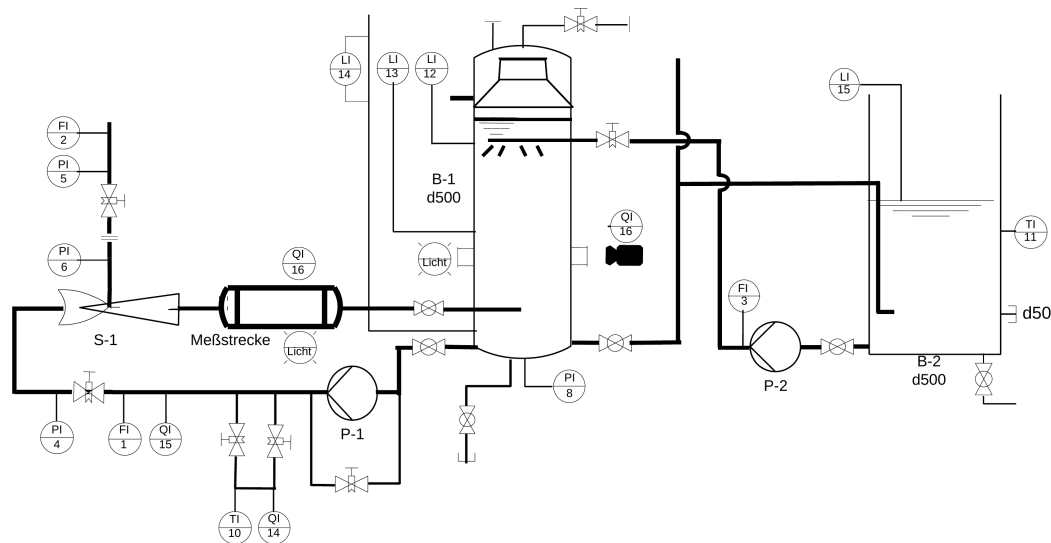 LI
14
LI
13
LI
12
LI
15
FI
2
PI
5
B-1
d500
PI
6
QI
16
Licht
QI
16
TI
11
FI
3
S-1
Meßstrecke
Licht
d50
P-2
B-2
d500
PI
8
PI
4
FI
1
QI
15
P-1
TI
10
QI
14